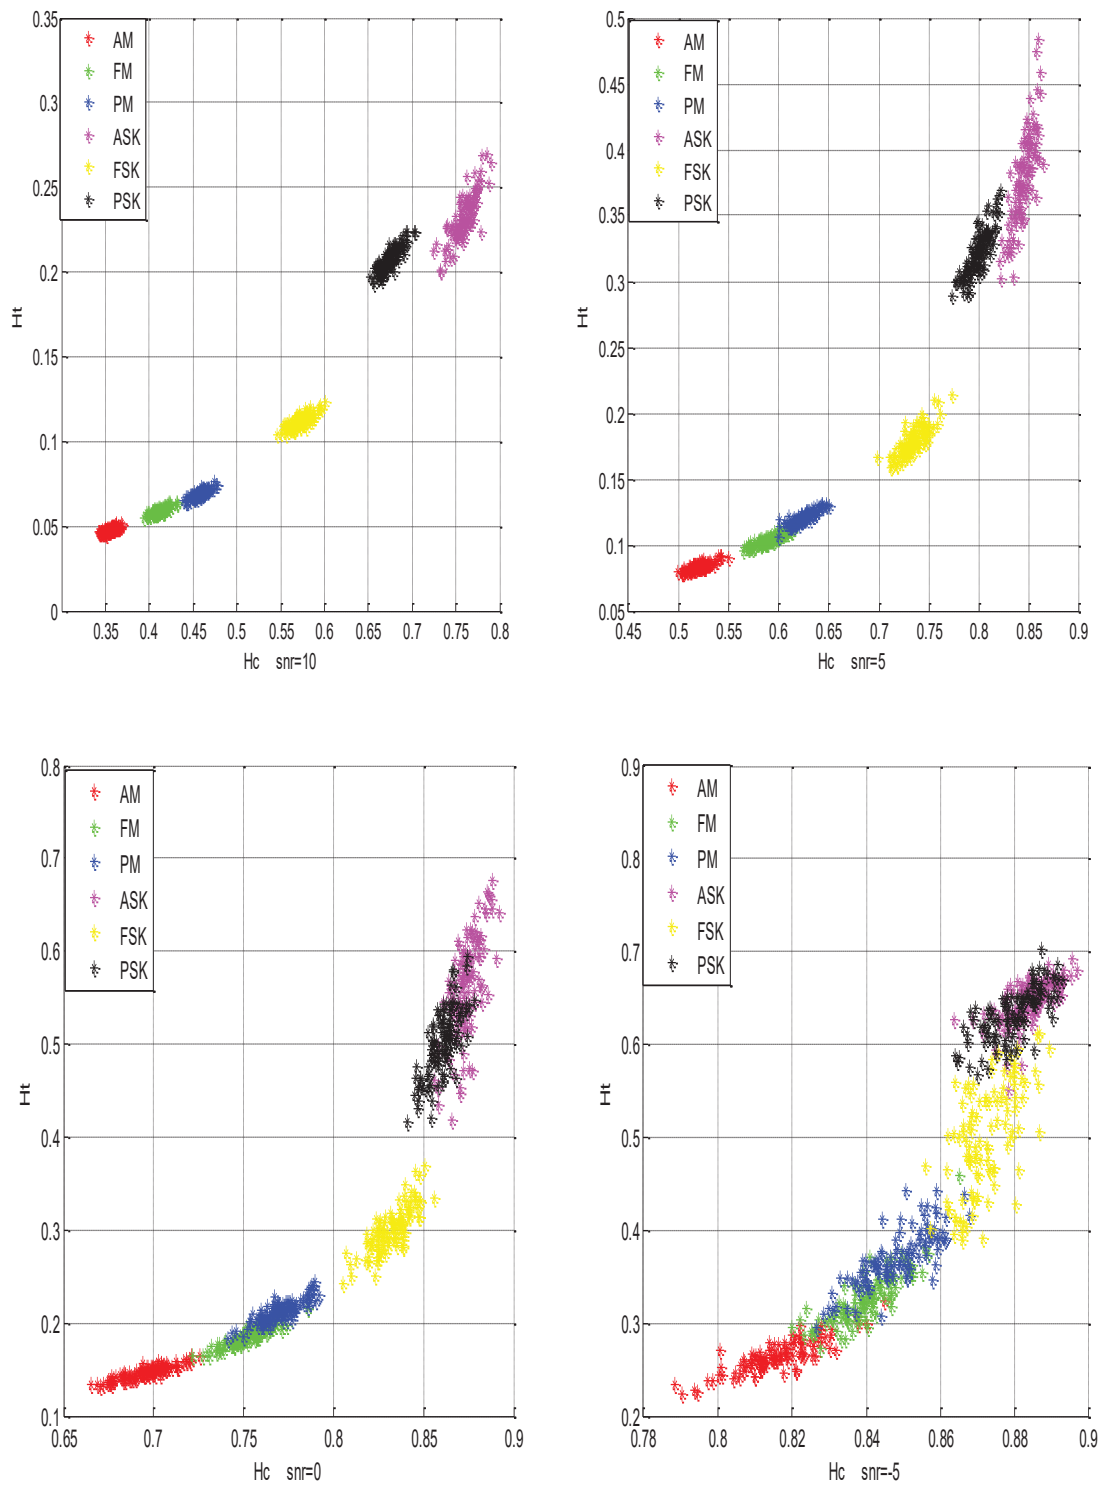 0.35
0.3
0.25
0.2
0.15
0.1
0.05
0
AM
FM
PM
ASK
FSK
PSK
Ht
0.35 0.4 0.45 0.5 0.55 0.6 0.65 0.7 0.75 0.8
Hc snr=10
0.5
0.45
0.4
0.35
0.3
0.25
0.2
0.15
0.1
0.05
AM
FM
PM
ASK
FSK
PSK
Ht
0.45 0.5 0.55 0.6 0.65 0.7 0.75 0.8 0.85 0.9
Hc snr=5
0.8
0.7
0.6
0.5
0.4
0.3
0.2
0.1
AM
FM
PM
ASK
FSK
PSK
Ht
0.65 0.7 0.75 0.8 0.85 0.9
Hc snr=0
0.9
0.8
0.7
0.6
0.5
0.4
0.3
0.2
AM
FM
PM
ASK
FSK
PSK
Ht
0.78 0.8 0.82 0.84 0.86 0.88 0.9
Hc snr=-5